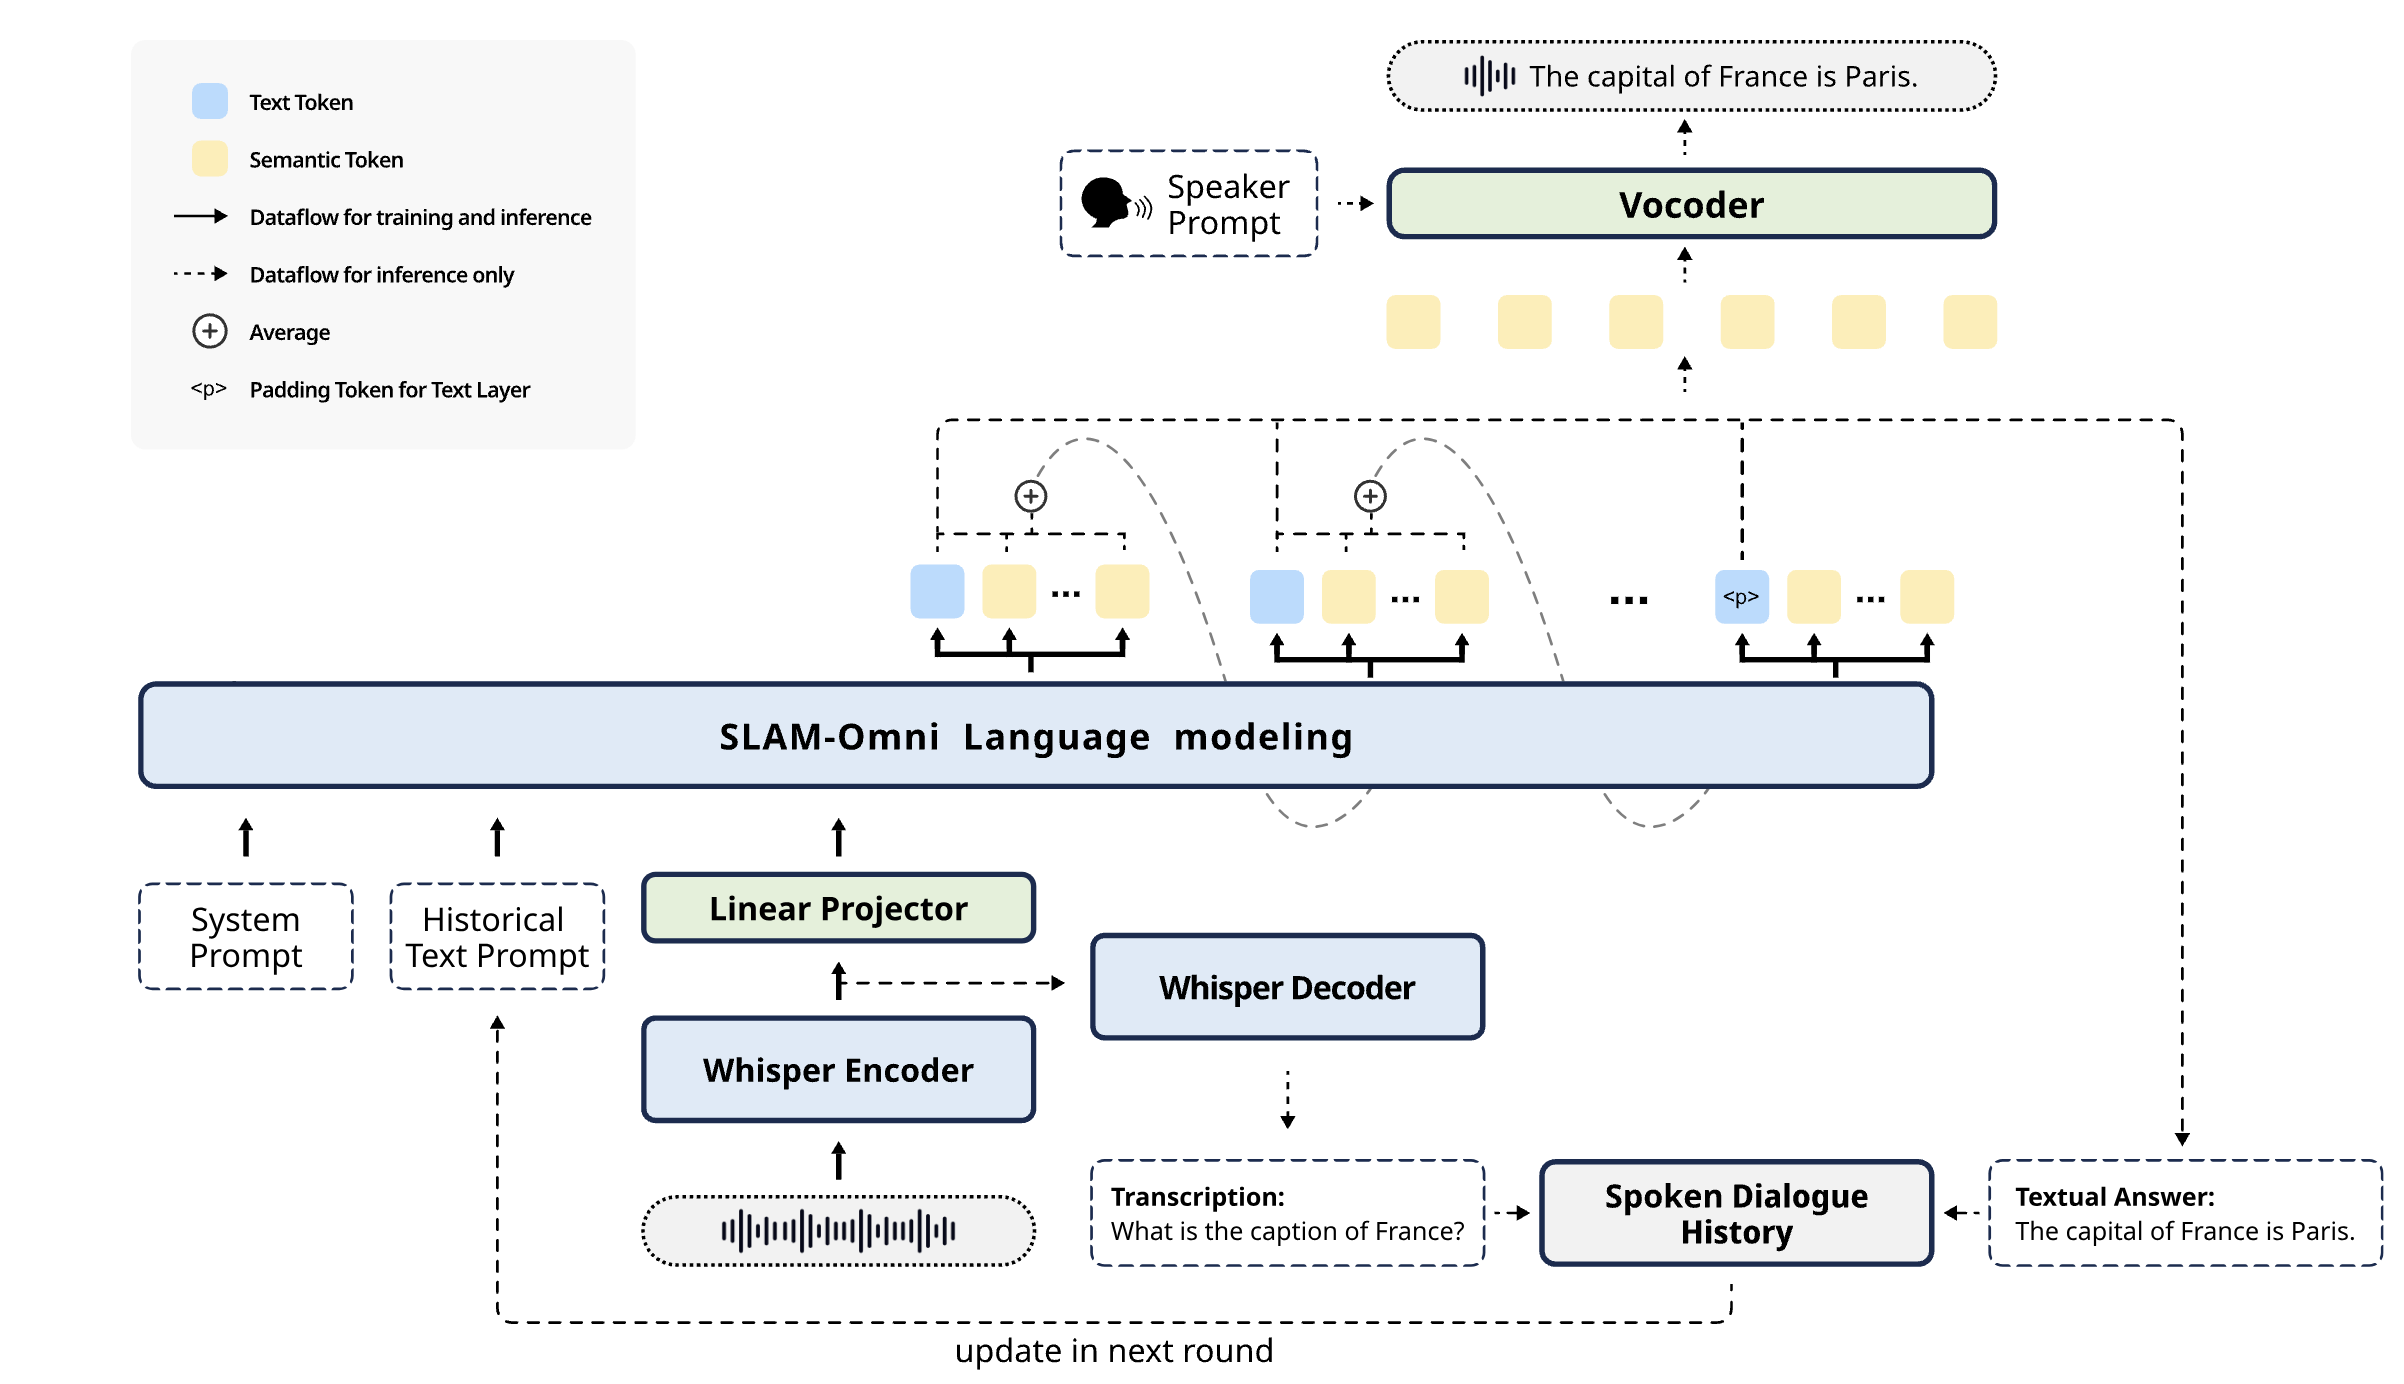 Text Token
Semantic Token
Dataflow for training and inference
Dataflow for inference only
Average
<p> Padding Token for Text Layer
The capital of France is Paris.
Speaker
Prompt
Vocoder
...
...
...
<p>
...
SLAM-Omni Language modeling
System
Prompt
Historical
Text Prompt
Linear Projector
Whisper Decoder
Whisper Encoder
Transcription:
What is the caption of France?
Spoken Dialogue
History
Textual Answer:
The capital of France is Paris.
update in next round